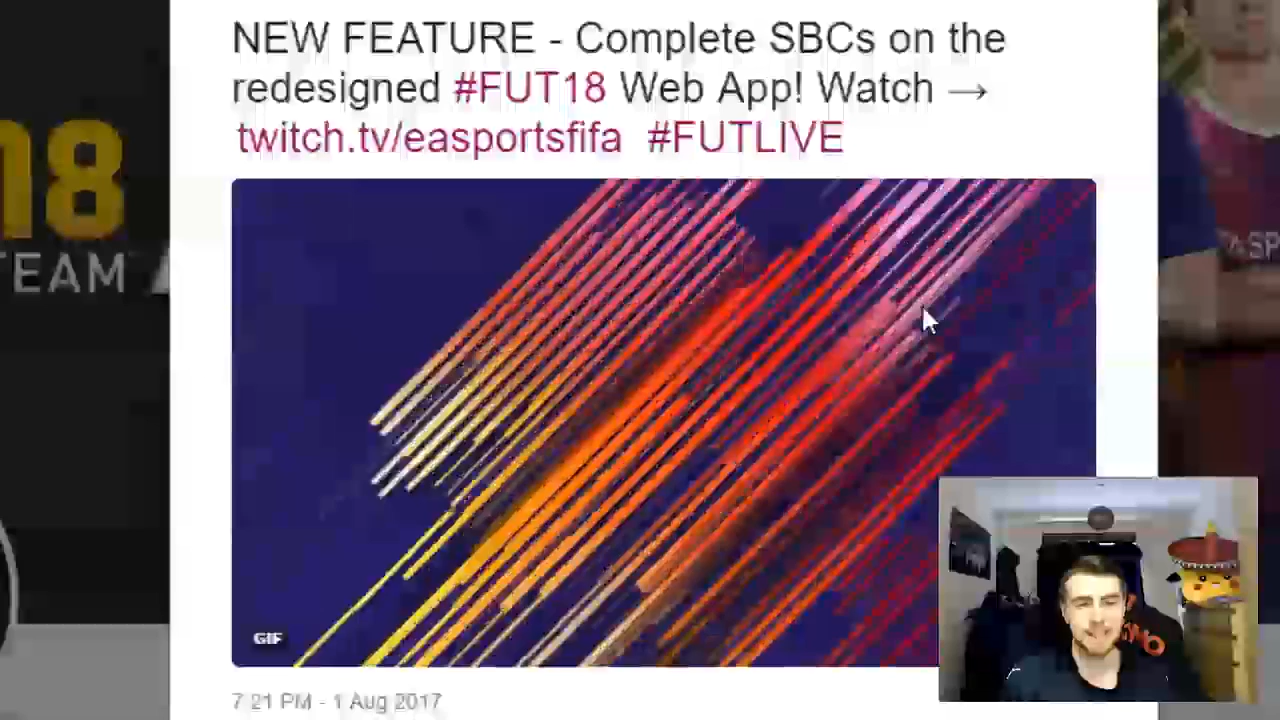 NEW FEATURE - Complete SBCs on the
redesigned #FUT18 Web App! Watch →
twitch.tv/easportsfifa #FUTLIVE
18
TEAM
GIF
7:21 PM - 1 Aug 2017